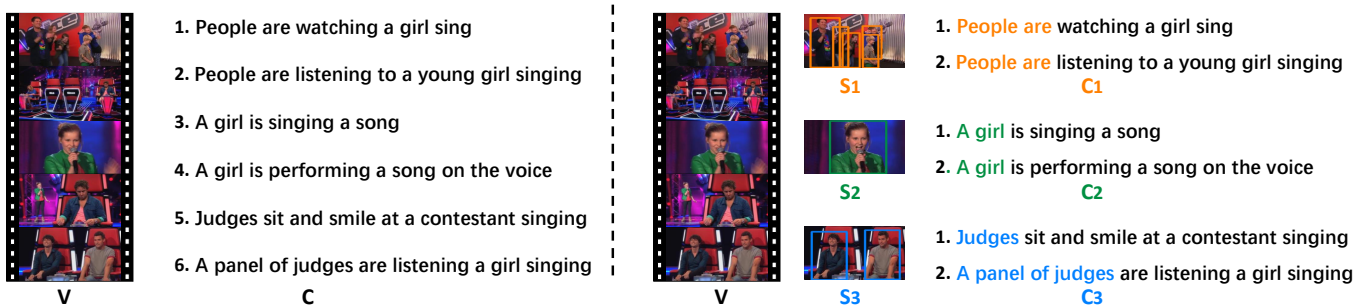 1. People are watching a girl sing
2. People are listening to a young girl singing
3. A girl is singing a song
4. A girl is performing a song on the voice
5. Judges sit and smile at a contestant singing
6. A panel of judges are listening a girl singing
V
C
1. People are watching a girl sing
2. People are listening to a young girl singing
S1
C1
1. A girl is singing a song
2. A girl is performing a song on the voice
S2
C2
1. Judges sit and smile at a contestant singing
2. A panel of judges are listening a girl singing
V
S3
C3